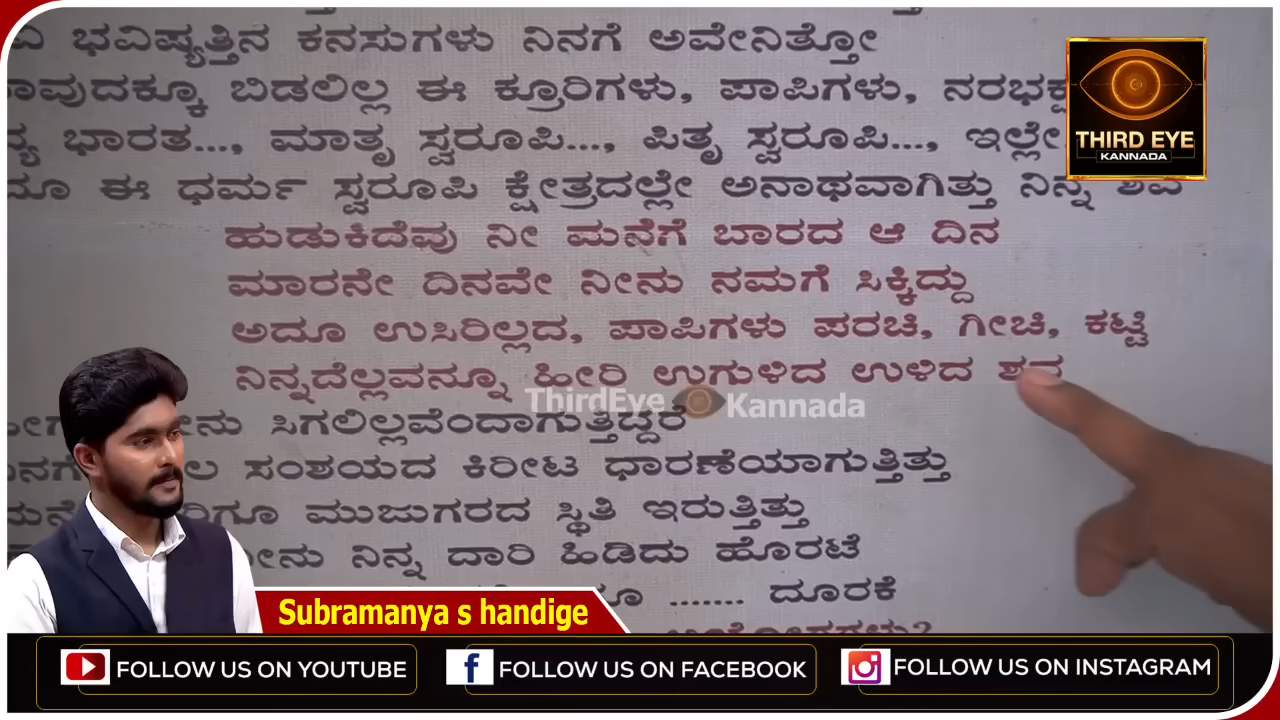 ಭವಿಷ್ಯತ್ತಿನ ಕನಸುಗಳು ನಿನಗೆ ಅವೇನಿತ್ತೋ
ಬಿಡಲಿಲ್ಲ ಈ ಕ್ರೂರಿಗಳು, ಪಾಪಿಗಳು,
ಭಾರತ..., ಮಾತೃ ಸ್ವರೂಪಿ..., ಪಿತೃ ಸ್ವರೂಪಿ..., ಇಲ್ಲೇ
ಈ ಧರ್ಮ ಸ್ವರೂಪಿ ಕ್ಷೇತ್ರದಲ್ಲೇ ಅನಾಥವಾಗಿತ್ತು ನಿನ್ನ ಶವ
ಹುಡುಕಿದೆವು ನೀ ಮನೆಗೆ ಬಾರದ ಆ ದಿನ
ಮಾರನೇ ದಿನವೇ ನೀನು ನಮಗೆ ಸಿಕ್ಕಿದ್ದು
ಅದೂ ಉಸಿರಿಲ್ಲದ, ಪಾಪಿಗಳು ಪರಚಿ, ಗೀಚಿ, ಕಟ್ಟಿ
ನಿನ್ನದೆಲ್ಲವನ್ನೂ ಹೀರಿ ಉಗುಳಿದ ಉಳಿದ ಶವ
ಸಿಗಲಿಲ್ಲವೆಂದಾಗುತ್ತಿದ್ದರೆ
ಸಂಶಯದ ಕಿರೀಟ ಧಾರಣೆಯಾಗುತ್ತಿತ್ತು
ಮುಜುಗರದ ಸ್ಥಿತಿ ಇರುತ್ತಿತ್ತು
ನಿನ್ನ ದಾರಿ ಹಿಡಿದು ಹೊರಟೆ
....... ದೂರಕೆ
THIRD EYE
KANNADA
ThirdEye Kannada
Subramanya s handige
FOLLOW US ON YOUTUBE
FOLLOW US ON FACEBOOK
FOLLOW US ON INSTAGRAM